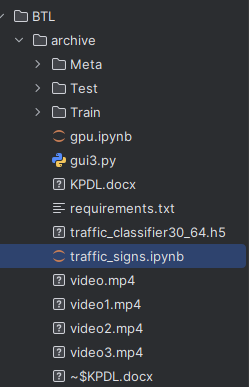 BTL
archive
Meta
Test
Train
gpu.ipynb
gui3.py
KPDL.docx
requirements.txt
traffic_classifier30_64.h5
traffic_signs.ipynb
video.mp4
video1.mp4
video2.mp4
video3.mp4
~$KPDL.docx